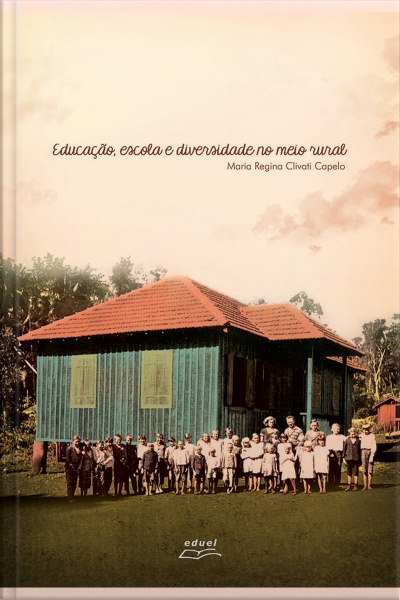 Educação, escola e diversidade no meio rural
Maria Regina Clivati Capelo
eduel